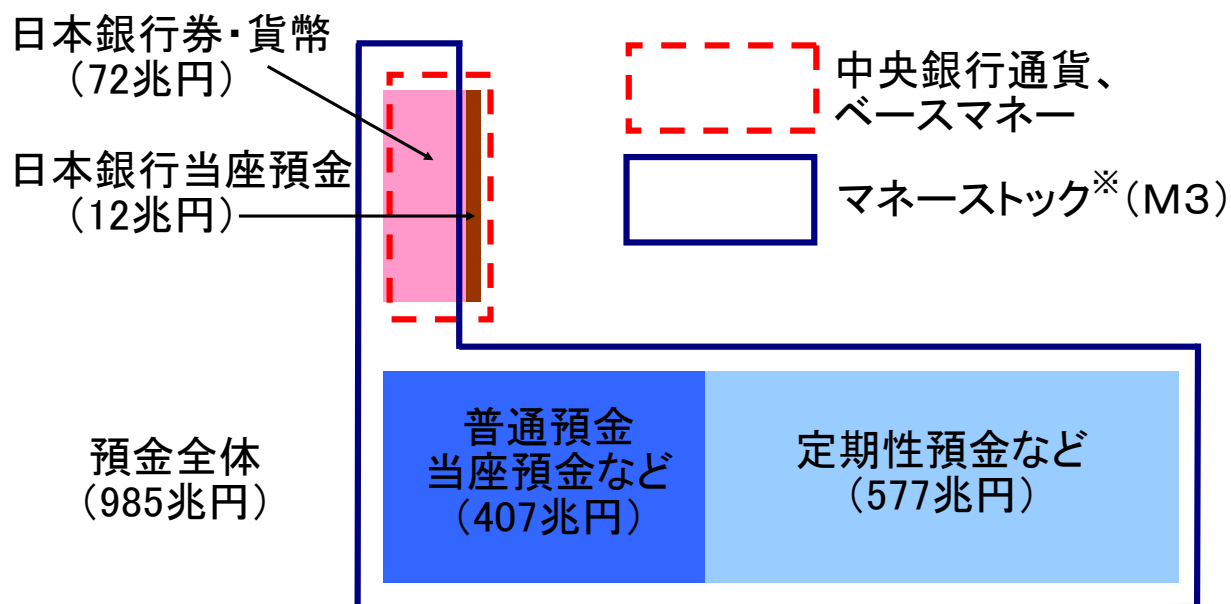 日本銀行券・貨幣
（72兆円）
日本銀行当座預金
（12兆円）
中央銀行通貨、
ベースマネー
マネーストック※（M3）
預金全体
（985兆円）
普通預金
当座預金など
（407兆円）
定期性預金など
（577兆円）